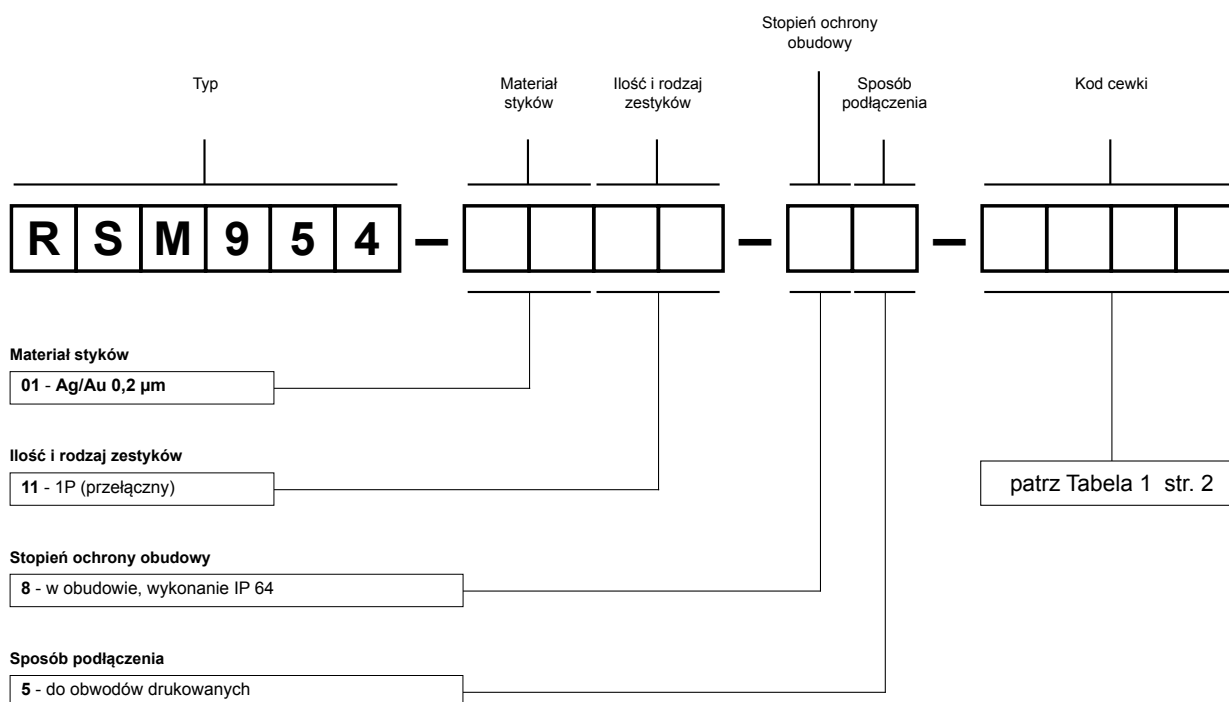 Stopień ochrony
obudowy
Typ
Materiał
styków
Ilość i rodzaj
zestyków
Sposób
podłączenia
Kod cewki
R S M 9 5 4 – – –
Materiał styków
01 - Ag/Au 0,2 µm
Ilość i rodzaj zestyków
11 - 1P (przełączny)
patrz Tabela 1 str. 2
Stopień ochrony obudowy
8 - w obudowie, wykonanie IP 64
Sposób podłączenia
5 - do obwodów drukowanych